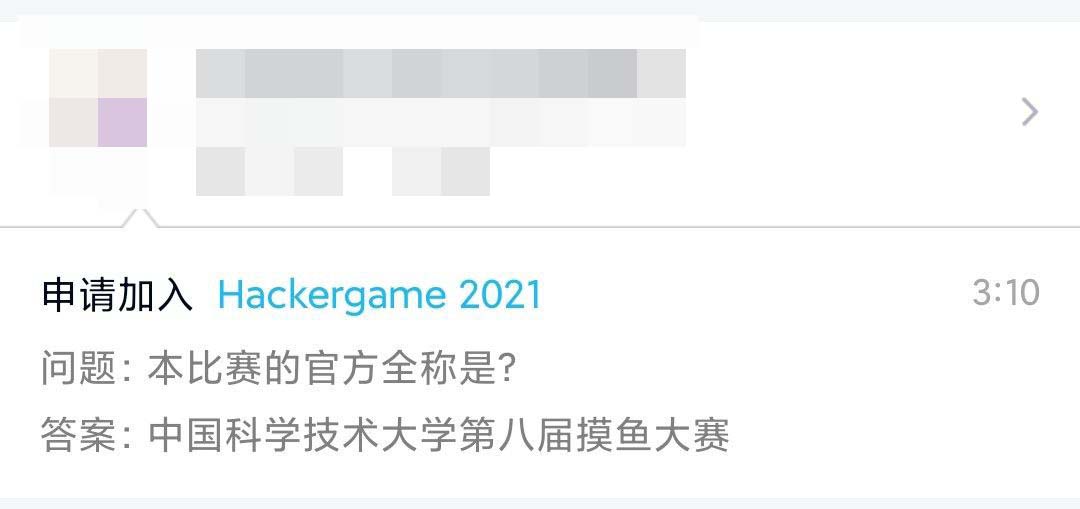 申请加入 Hackergame 2021 3:10
问题：本比赛的官方全称是?
答案：中国科学技术大学第八届摸鱼大赛